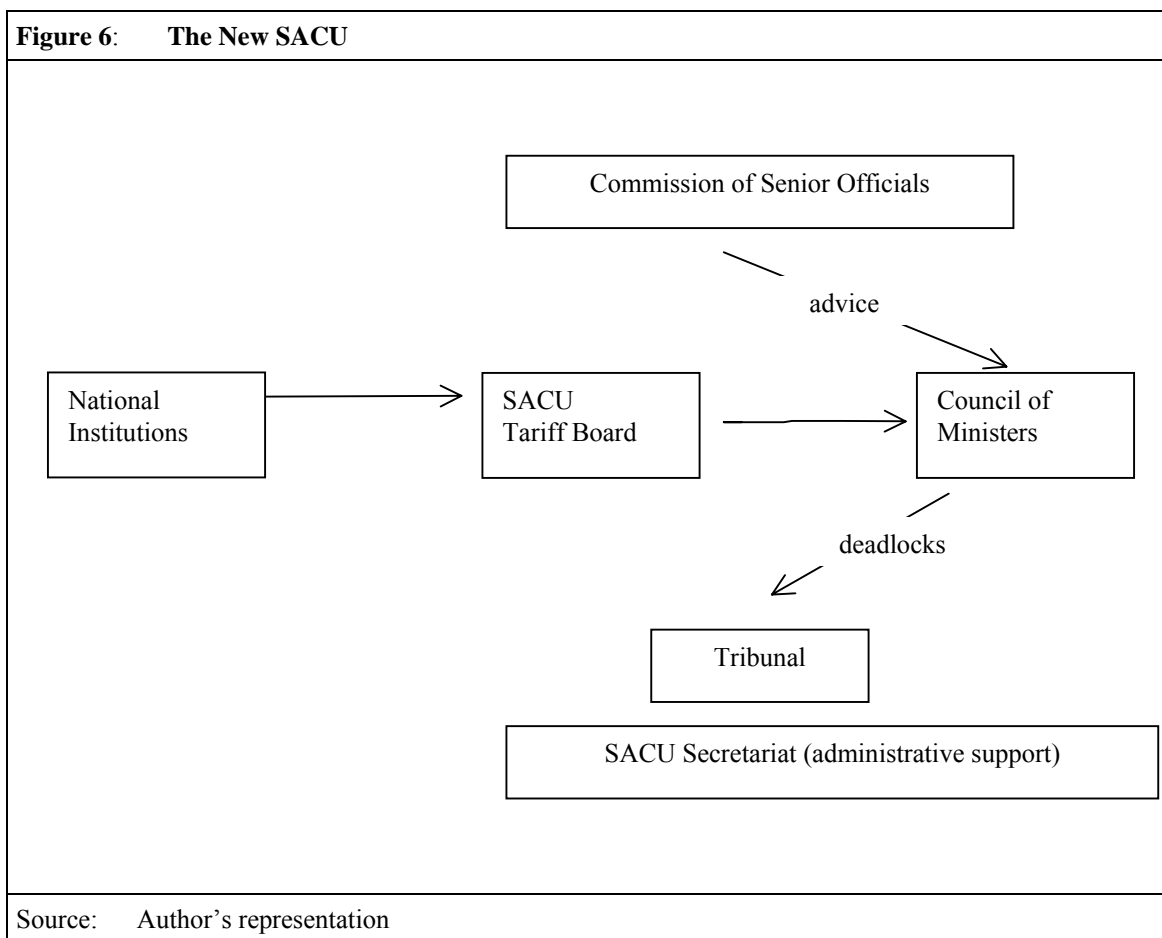 Figure 6: The New SACU
Commission of Senior Officials
advice
National
Institutions
SACU
Tariff Board
Council of
Ministers
deadlocks
Tribunal
SACU Secretariat (administrative support)
Source: Author’s representation